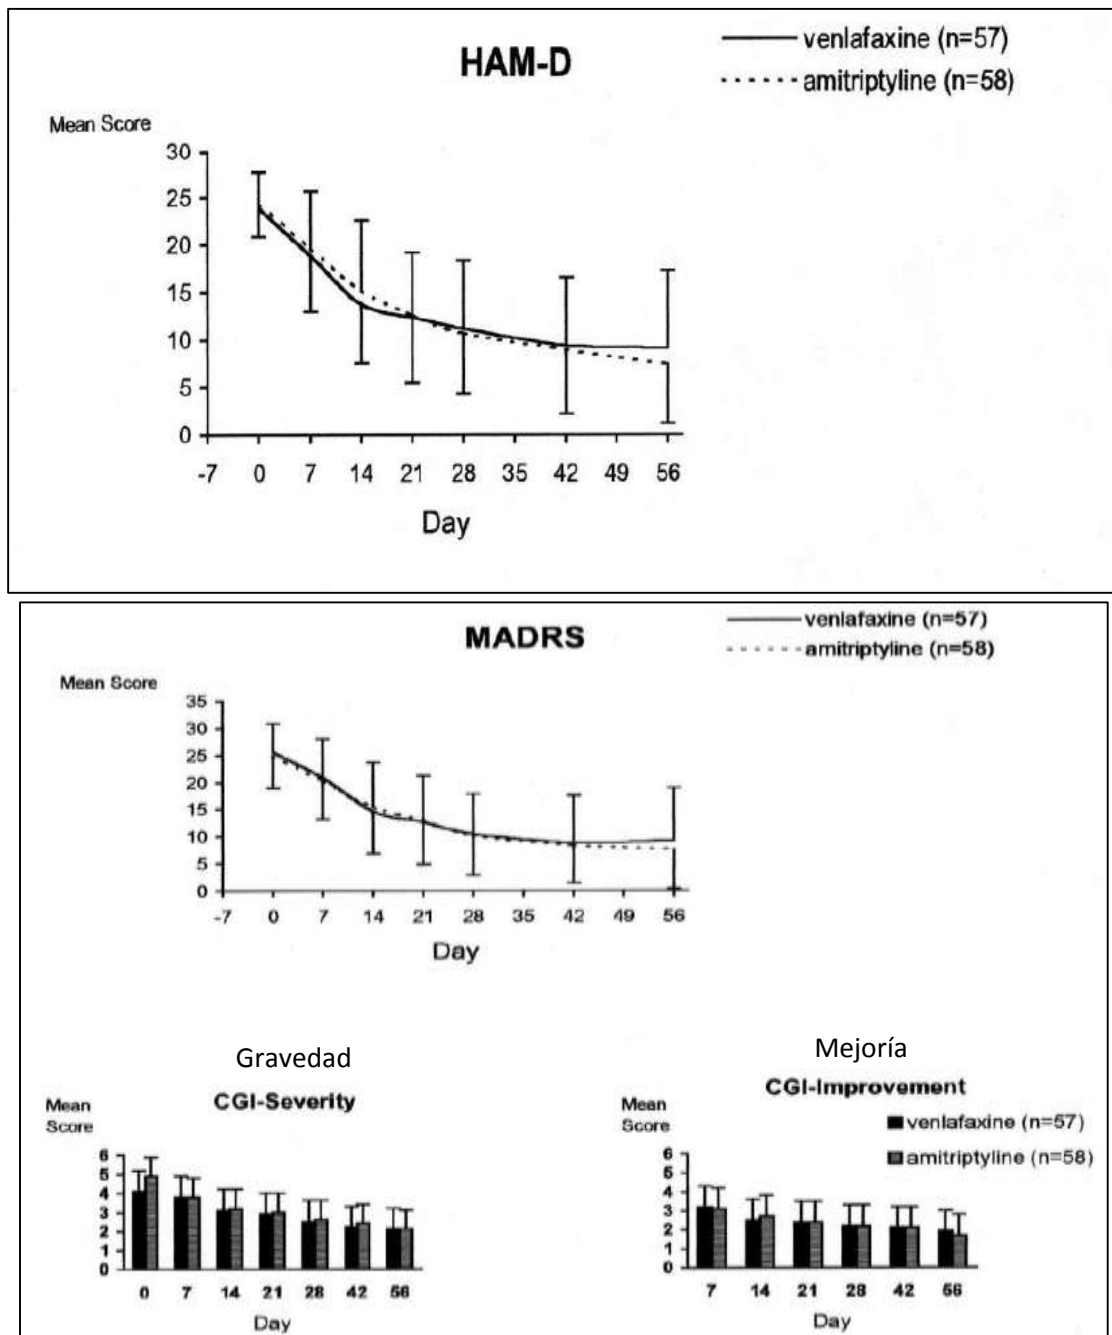 HAM-D
venlafaxine (n=57)
amitriptyline (n=58)
Mean Score
30
25
20
15
10
5
0
-7 0 7 14 21 28 35 42 49 56
Day
MADRS
venlafaxine (n=57)
amitriptyline (n=58)
Mean Score
35
30
25
20
15
10
5
0
-7 0 7 14 21 28 35 42 49 56
Day
Gravedad
CGI-Severity
Mean
Score
6
5
4
3
2
1
0
0 7 14 21 28 42 56
Day
Mejoría
CGI-Improvement
Mean
Score
venlafaxine (n=57)
amitriptyline (n=58)
6
5
4
3
2
1
0
7 14 21 28 42 56
Day